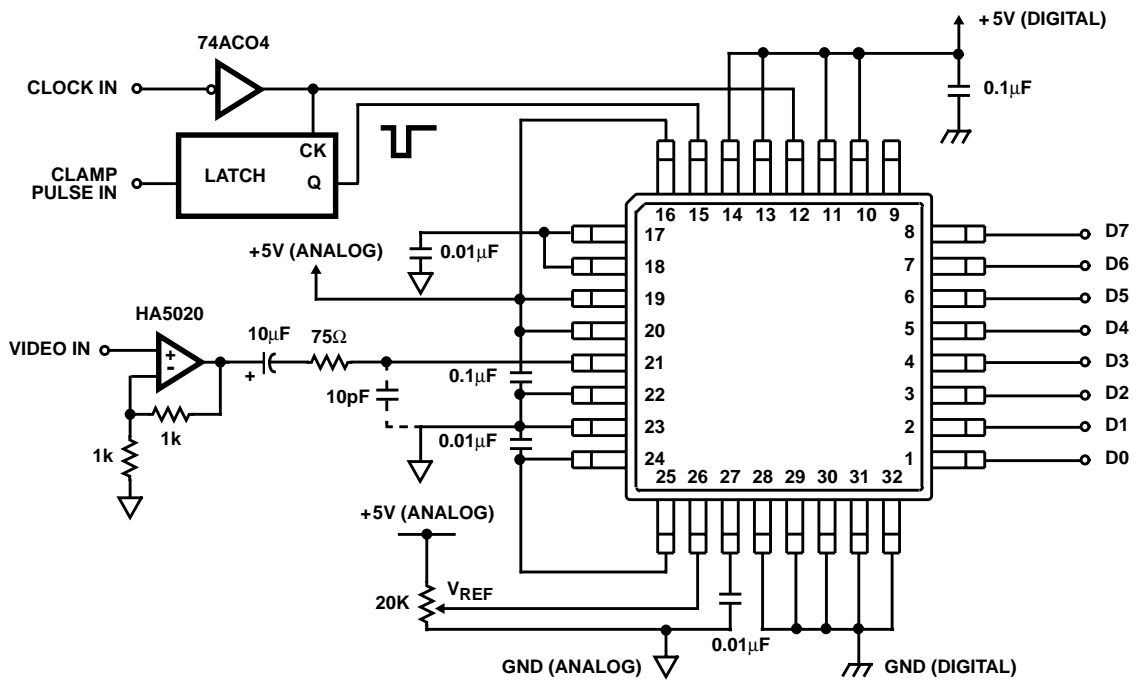 +5V (DIGITAL)
74ACO4
CLOCK IN
0.1µF
CK
LATCH
Q
CLAMP
PULSE IN
16 15 14 13 12 11 10 9
17
18
19
20
21
22
23
24
8
7
6
5
4
3
2
1
D7
D6
D5
D4
D3
D2
D1
D0
0.01µF
+5V (ANALOG)
HA5020
VIDEO IN
+
-
10µF
+
75Ω
0.1µF
10pF
0.01µF
1k
1k
25 26 27 28 29 30 31 32
+5V (ANALOG)
VREF
20K
0.01µF
GND (ANALOG)
GND (DIGITAL)